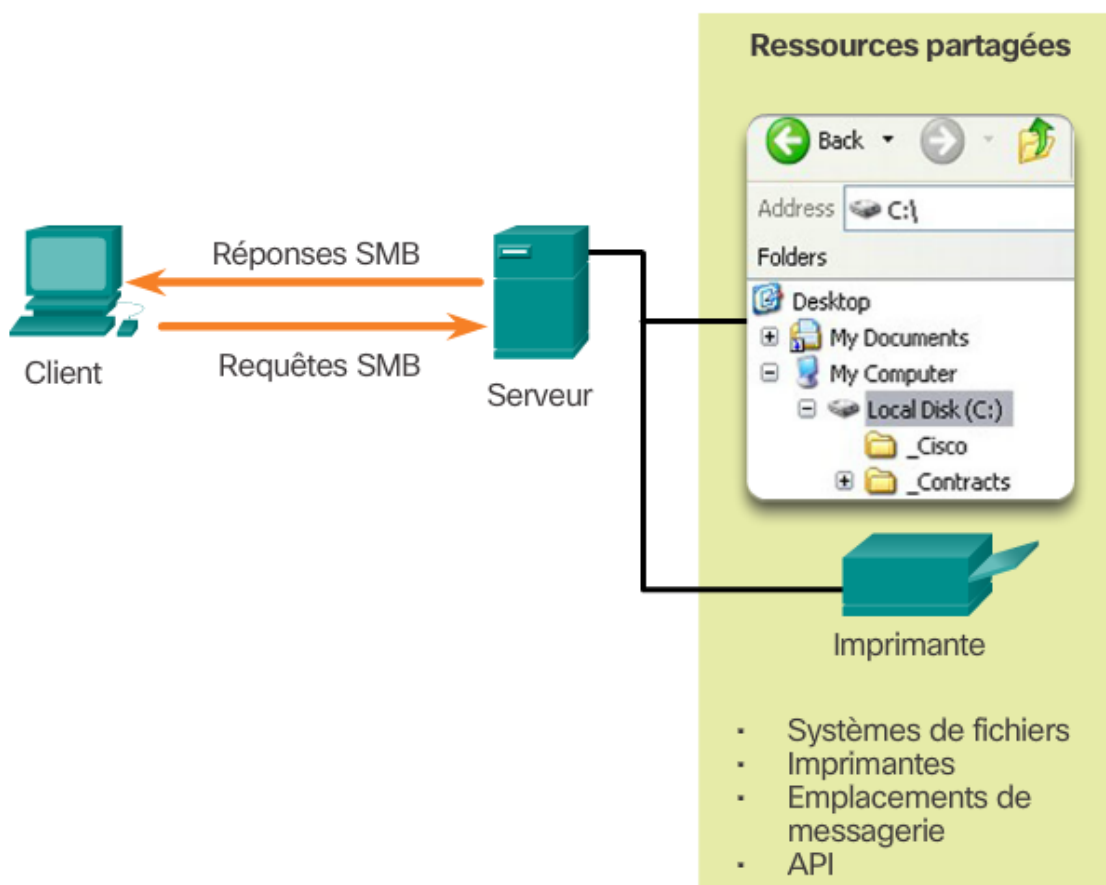 Ressources partagées
Back
Address C:\
Folders
Desktop
My Documents
My Computer
Local Disk (C:)
_Cisco
_Contracts
Réponses SMB
Requêtes SMB
Client
Serveur
Imprimante
▪ Systèmes de fichiers
▪ Imprimantes
▪ Emplacements de
messagerie
▪ API